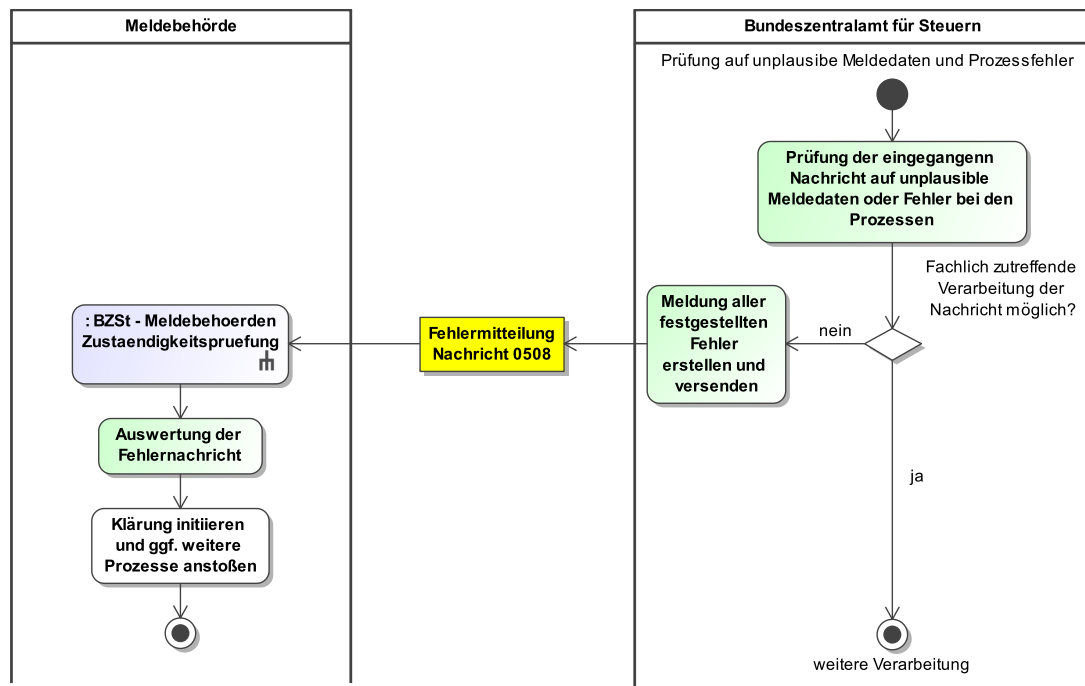 Meldebehörde
Bundeszentralamt für Steuern
Prüfung auf unplausibe Meldedaten und Prozessfehler
Prüfung der eingegangenn
Nachricht auf unplausible
Meldedaten oder Fehler bei den
Prozessen
Fachlich zutreffende
Verarbeitung der
Nachricht möglich?
nein
Meldung aller
festgestellten
Fehler
erstellen und
versenden
Fehlermitteilung
Nachricht 0508
: BZSt - Meldebehoerden
Zustaendigkeitspruefung
Auswertung der
Fehlernachricht
Klärung initiieren
und ggf. weitere
Prozesse anstoßen
ja
weitere Verarbeitung